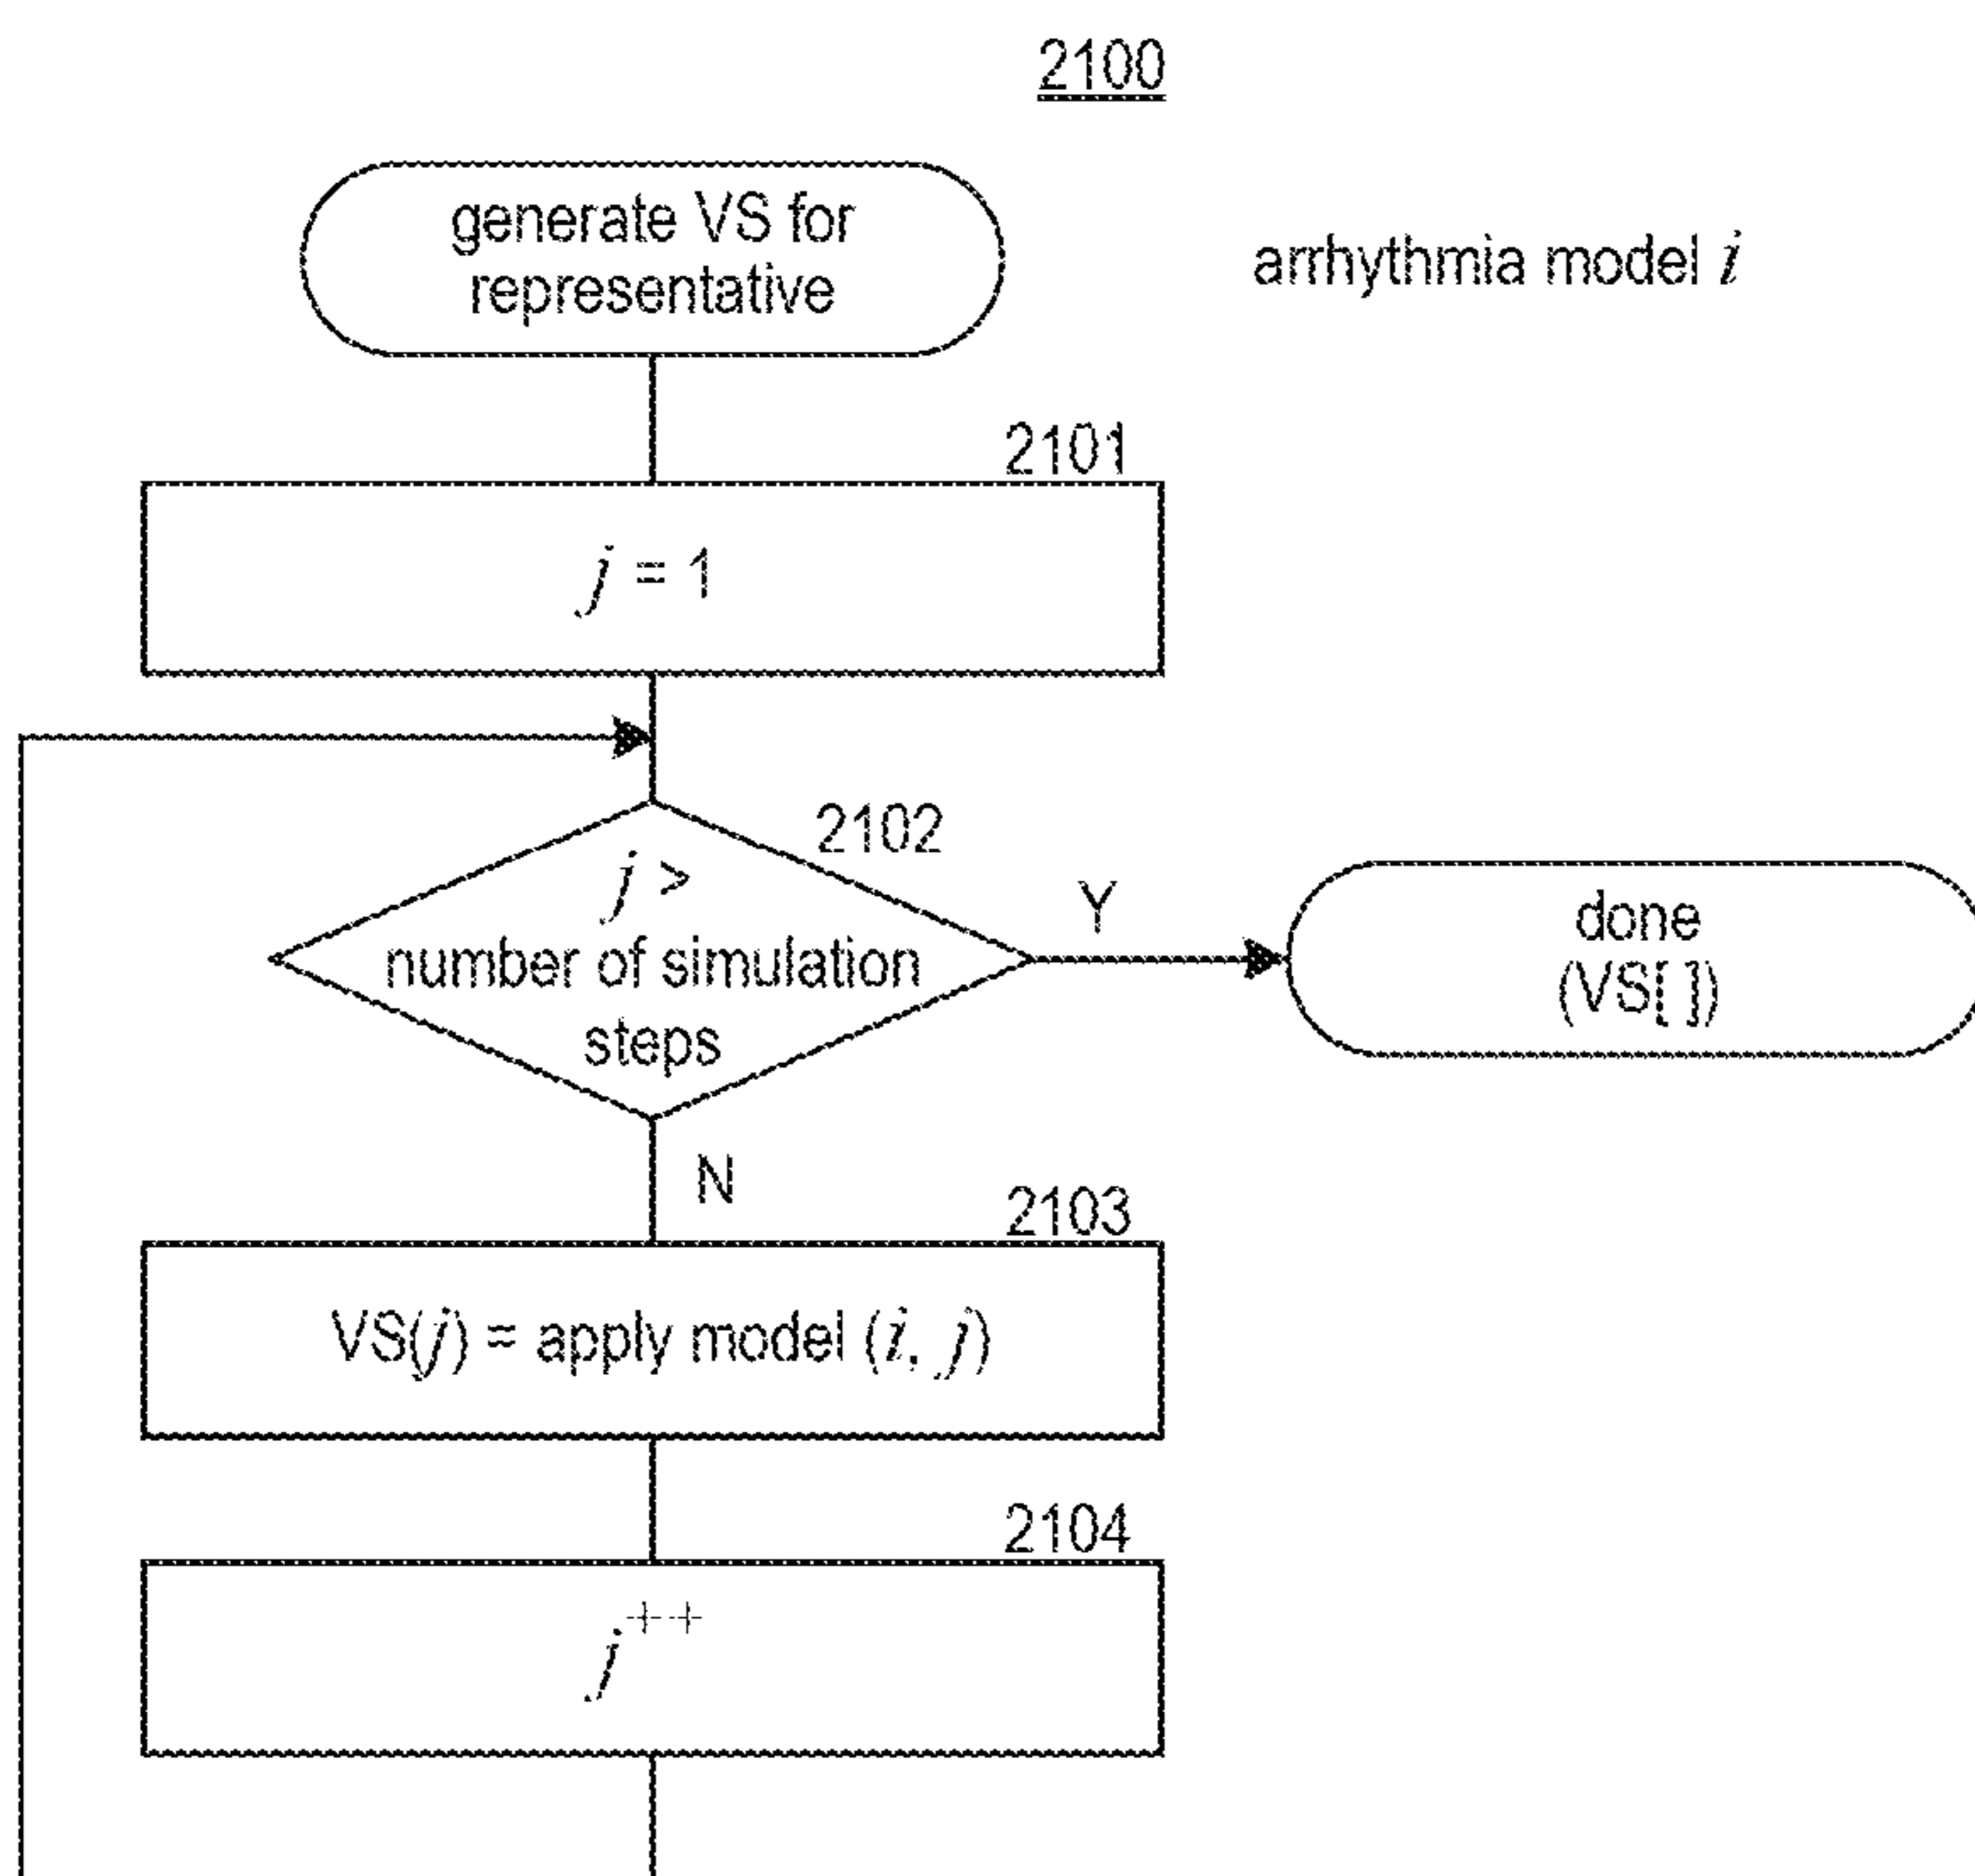 2100
generate VS for
representative
arrhythmia model i
2101
j = 1
2102
j >
number of simulation
steps
Y
done
(VS[ ])
N
2103
VS(j) = apply model (i, j)
2104
j++